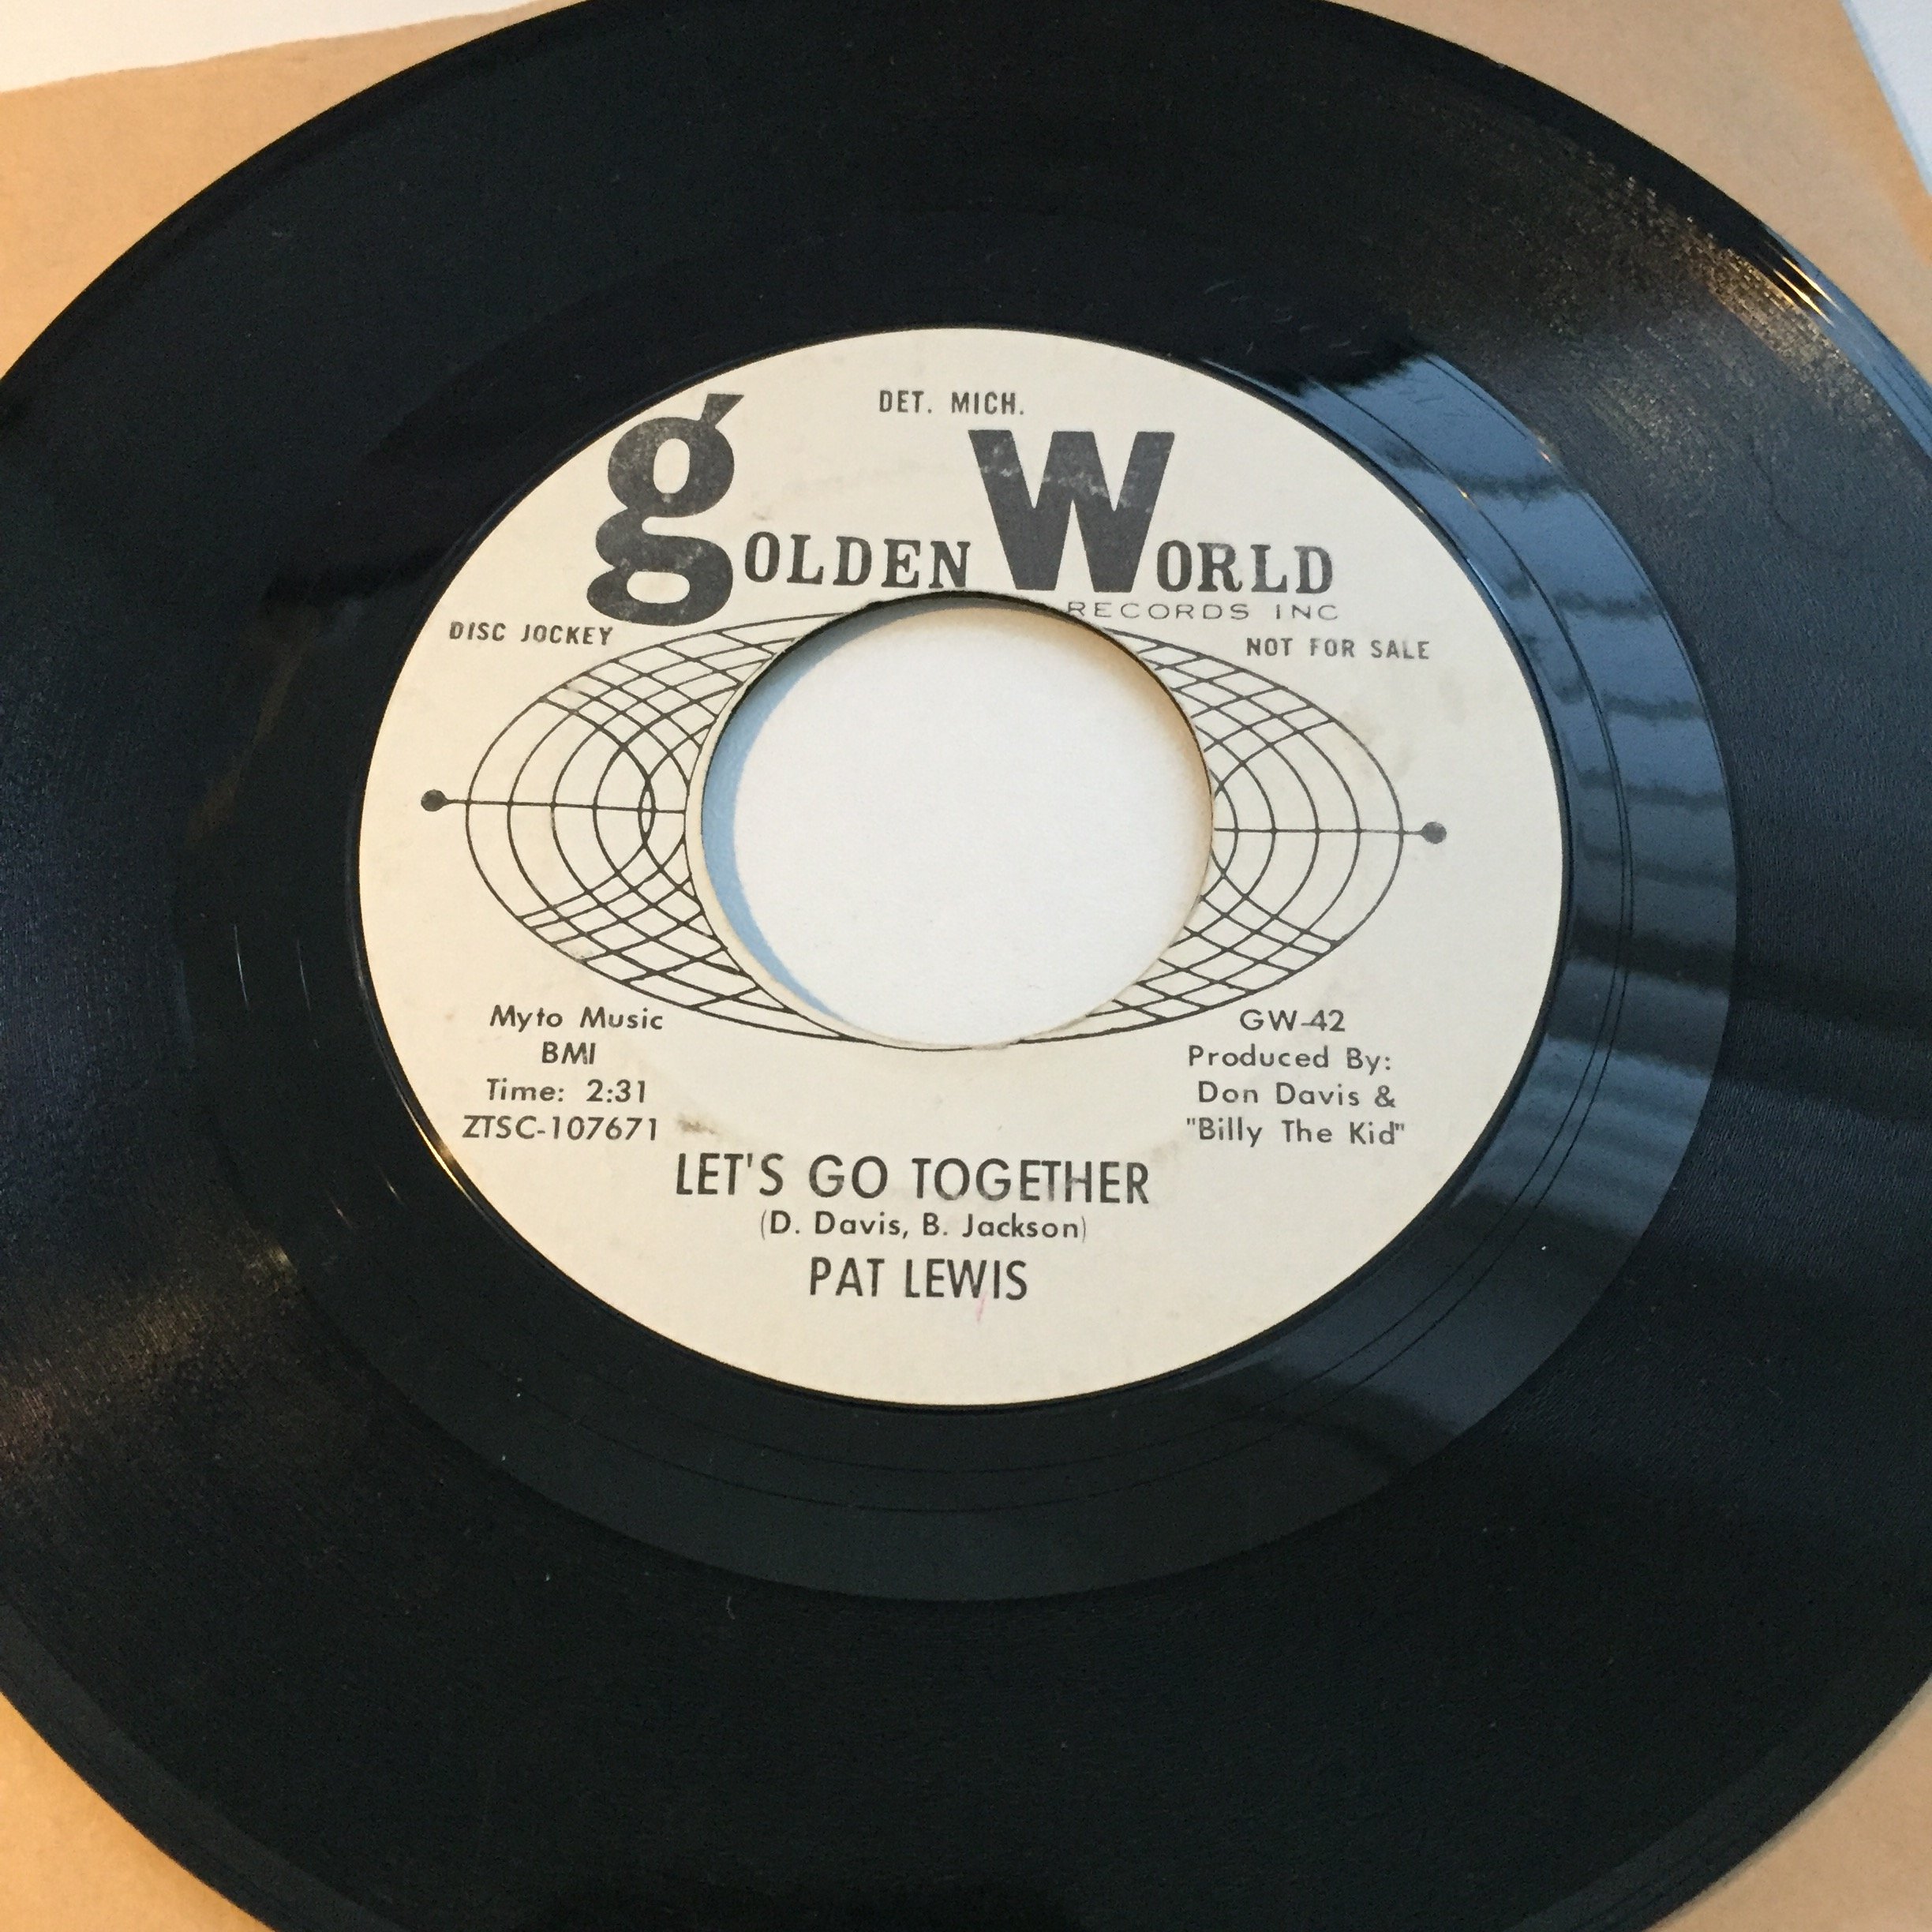 DET. MICH.
gOLDEN WORLD
RECORDS INC
DISC JOCKEY
NOT FOR SALE
Myto Music
BMI
Time: 2:31
ZTSC-107671
GW-42
Produced By:
Don Davis &
"Billy The Kid"
LET'S GO TOGETHER
(D. Davis, B. Jackson)
PAT LEWIS